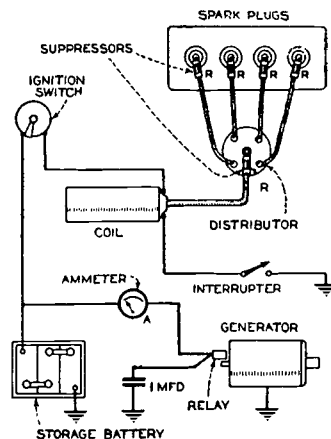 SPARK PLUGS
SUPPRESSORS
R
R
R
R
IGNITION
SWITCH
R
DISTRIBUTOR
COIL
INTERRUPTER
AMMETER
A
GENERATOR
1 MFD
RELAY
STORAGE BATTERY